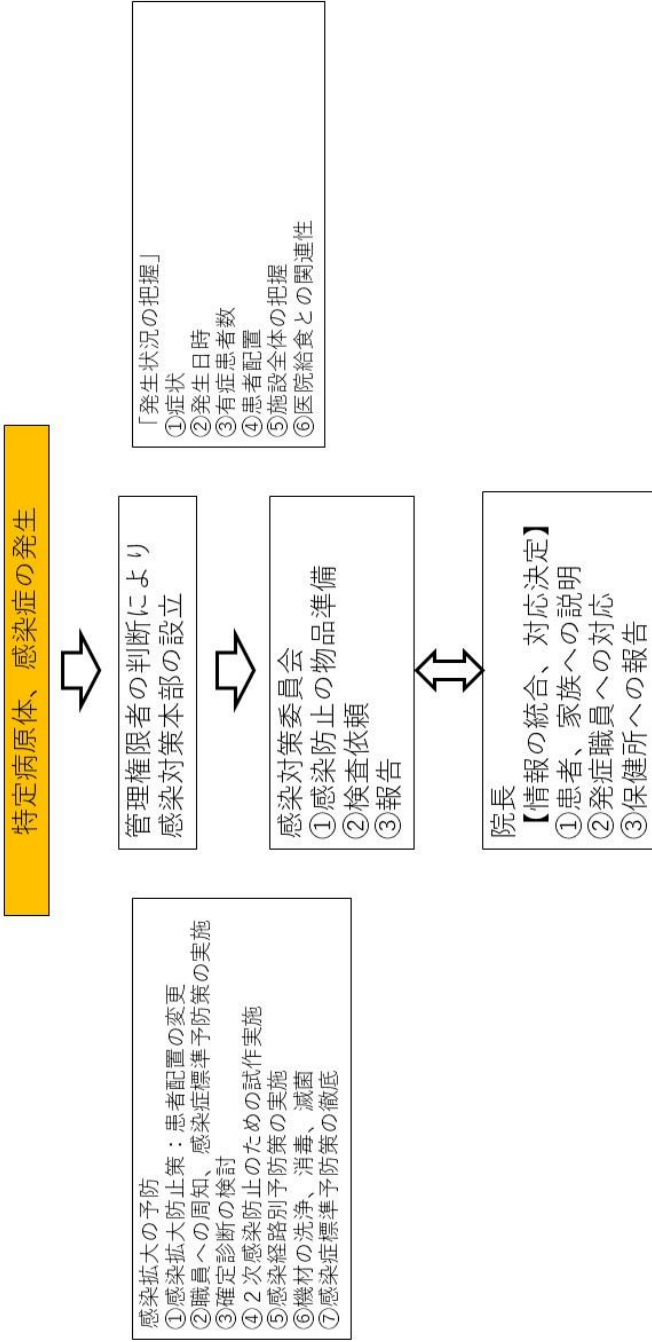 特定病原体、感染症の発生
感染拡大の予防
①感染拡大防止策：患者配置の変更
②職員への周知、感染症標準予防策の実施
③確定診断の検討
④2次感染防止のための試作実施
⑤感染経路別予防策の実施
⑥機材の洗浄、消毒、滅菌
⑦感染症標準予防策の徹底
管理権限者の判断により
感染対策本部の設立
感染対策委員会
①感染防止の物品準備
②検査依頼
③報告
院長
【情報の統合、対応決定】
①患者、家族への説明
②発症職員への対応
③保健所への報告
「発生状況の把握」
①症状
②発生日時
③有症患者数
④患者配置
⑤施設全体の把握
⑥医院給食との関連性